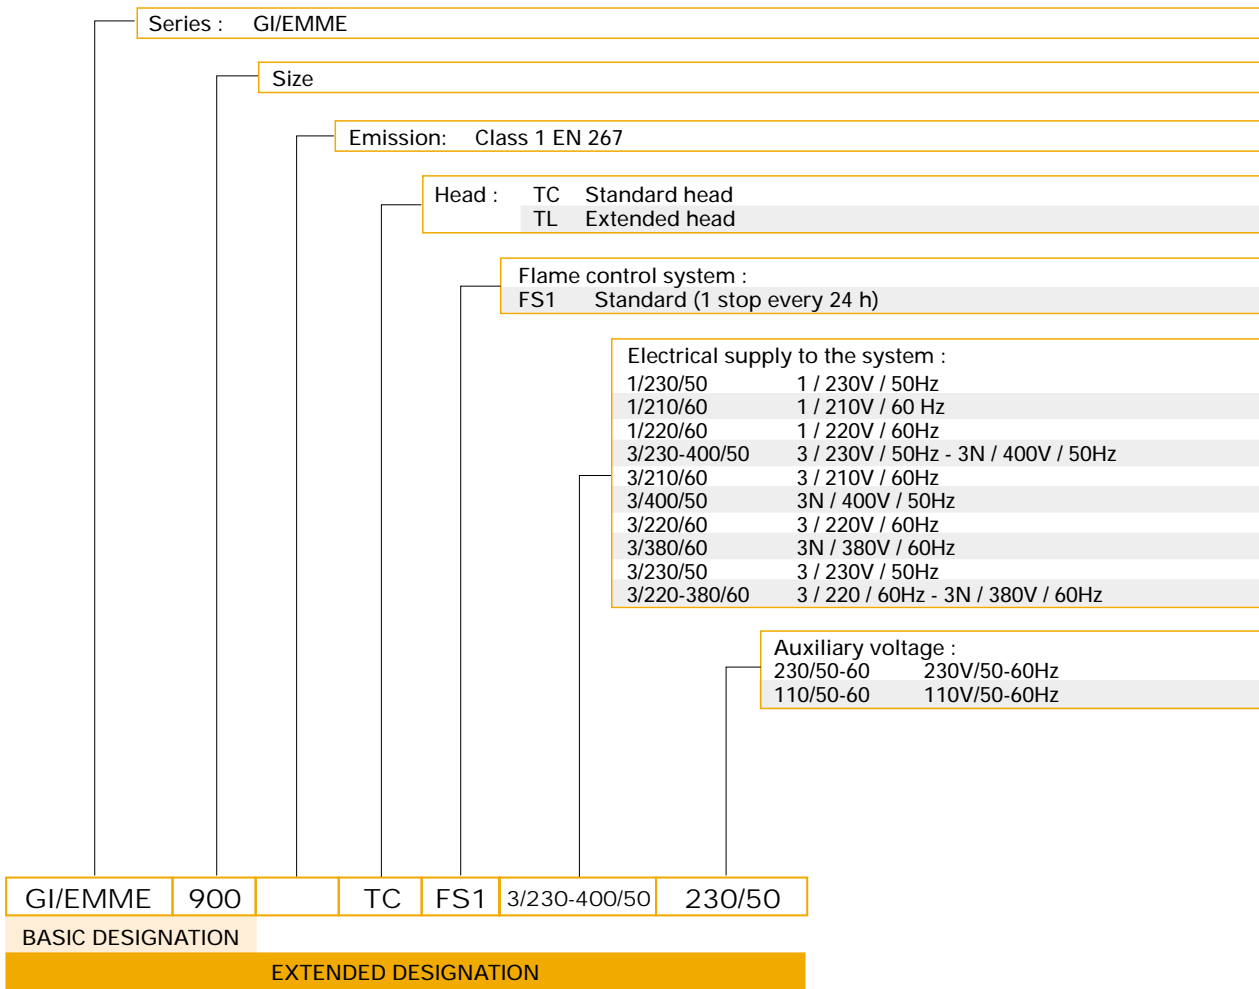 Series : GI/EMME
Size
Emission: Class 1 EN 267
Head : TC Standard head
TL Extended head
Flame control system :
FS1 Standard (1 stop every 24 h)
Electrical supply to the system :
1/230/50 1 / 230V / 50Hz
1/210/60 1 / 210V / 60 Hz
1/220/60 1 / 220V / 60Hz
3/230-400/50 3 / 230V / 50Hz - 3N / 400V / 50Hz
3/210/60 3 / 210V / 60Hz
3/400/50 3N / 400V / 50Hz
3/220/60 3 / 220V / 60Hz
3/380/60 3N / 380V / 60Hz
3/230/50 3 / 230V / 50Hz
3/220-380/60 3 / 220 / 60Hz - 3N / 380V / 60Hz
Auxiliary voltage :
230/50-60 230V/50-60Hz
110/50-60 110V/50-60Hz
GI/EMME 900 TC FS1 3/230-400/50 230/50
BASIC DESIGNATION
EXTENDED DESIGNATION